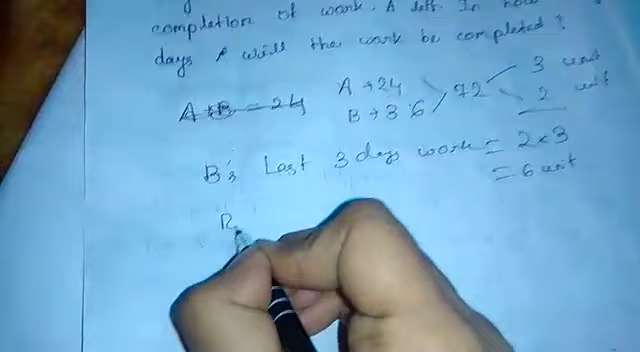 completion of work. A left. In how
days will the work be completed?
A+B = 24 A → 24 72 3 unit
B → 36 2 unit
B's Last 3 days work = 2 × 3
= 6 unit
R